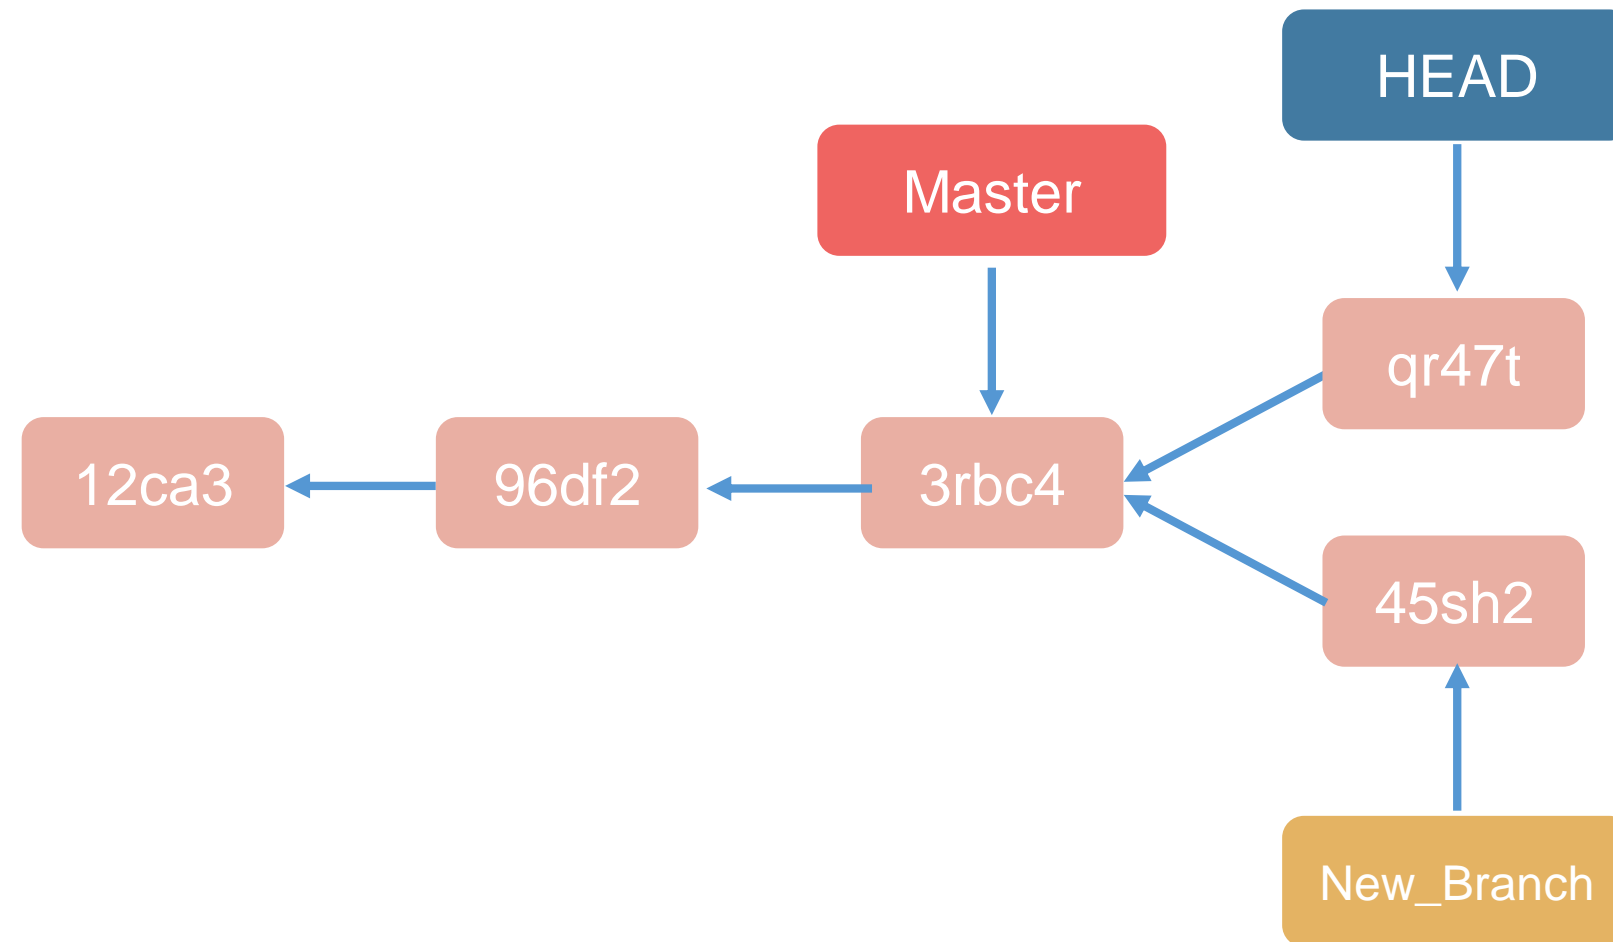 HEAD
Master
qr47t
12ca3
96df2
3rbc4
45sh2
New_Branch